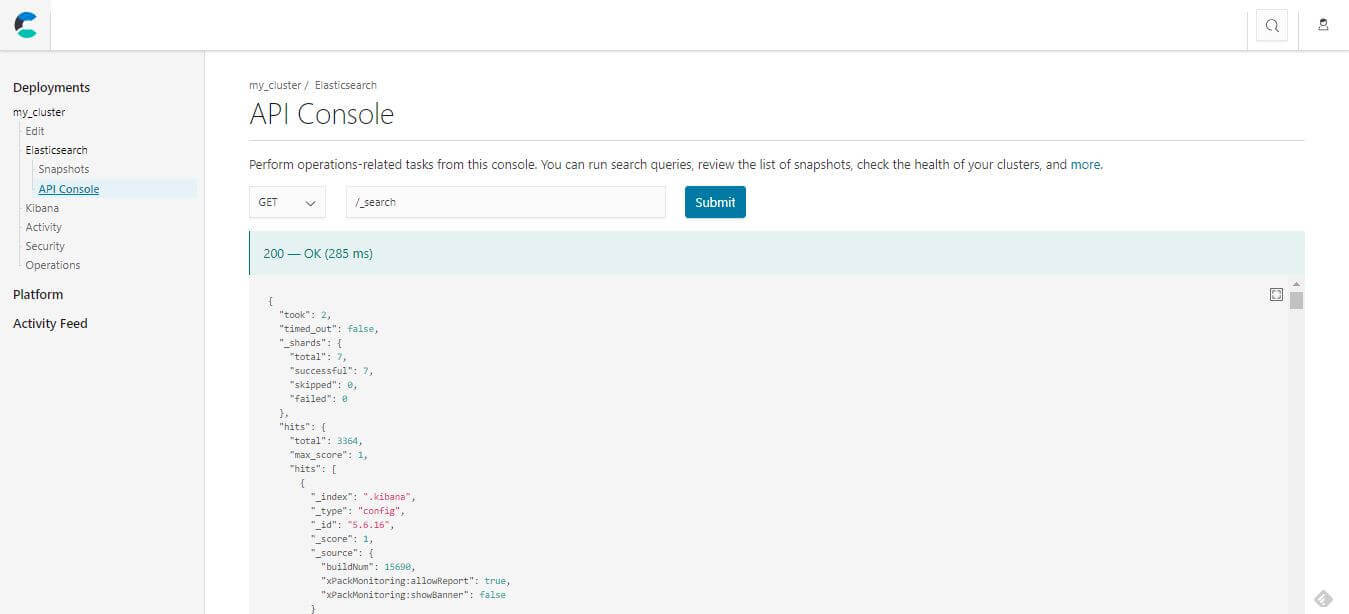 Deployments
my_cluster
Edit
Elasticsearch
Snapshots
API Console
Kibana
Activity
Security
Operations
Platform
Activity Feed
my_cluster / Elasticsearch
API Console
Perform operations-related tasks from this console. You can run search queries, review the list of snapshots, check the health of your clusters, and more.
GET /_search Submit
200 — OK (285 ms)
{
"took": 2,
"timed_out": false,
"_shards": {
"total": 7,
"successful": 7,
"skipped": 0,
"failed": 0
},
"hits": {
"total": 3364,
"max_score": 1,
"hits": [
{
"_index": ".kibana",
"_type": "config",
"_id": "5.6.16",
"_score": 1,
"_source": {
"buildNum": 15690,
"xPackMonitoring:allowReport": true,
"xPackMonitoring:showBanner": false
}